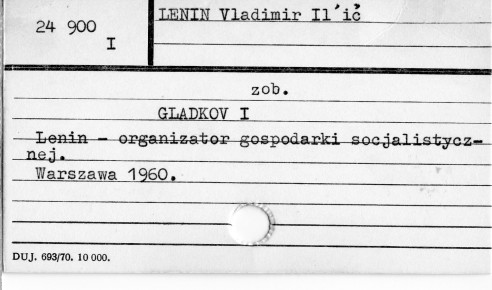 24 900
I
LENIN Vladimir Il´ič
zob.
GLADKOV I
Lenin - organizator gospodarki socjalistycz-
nej.
Warszawa 1960.
DUJ. 693/70. 10 000.